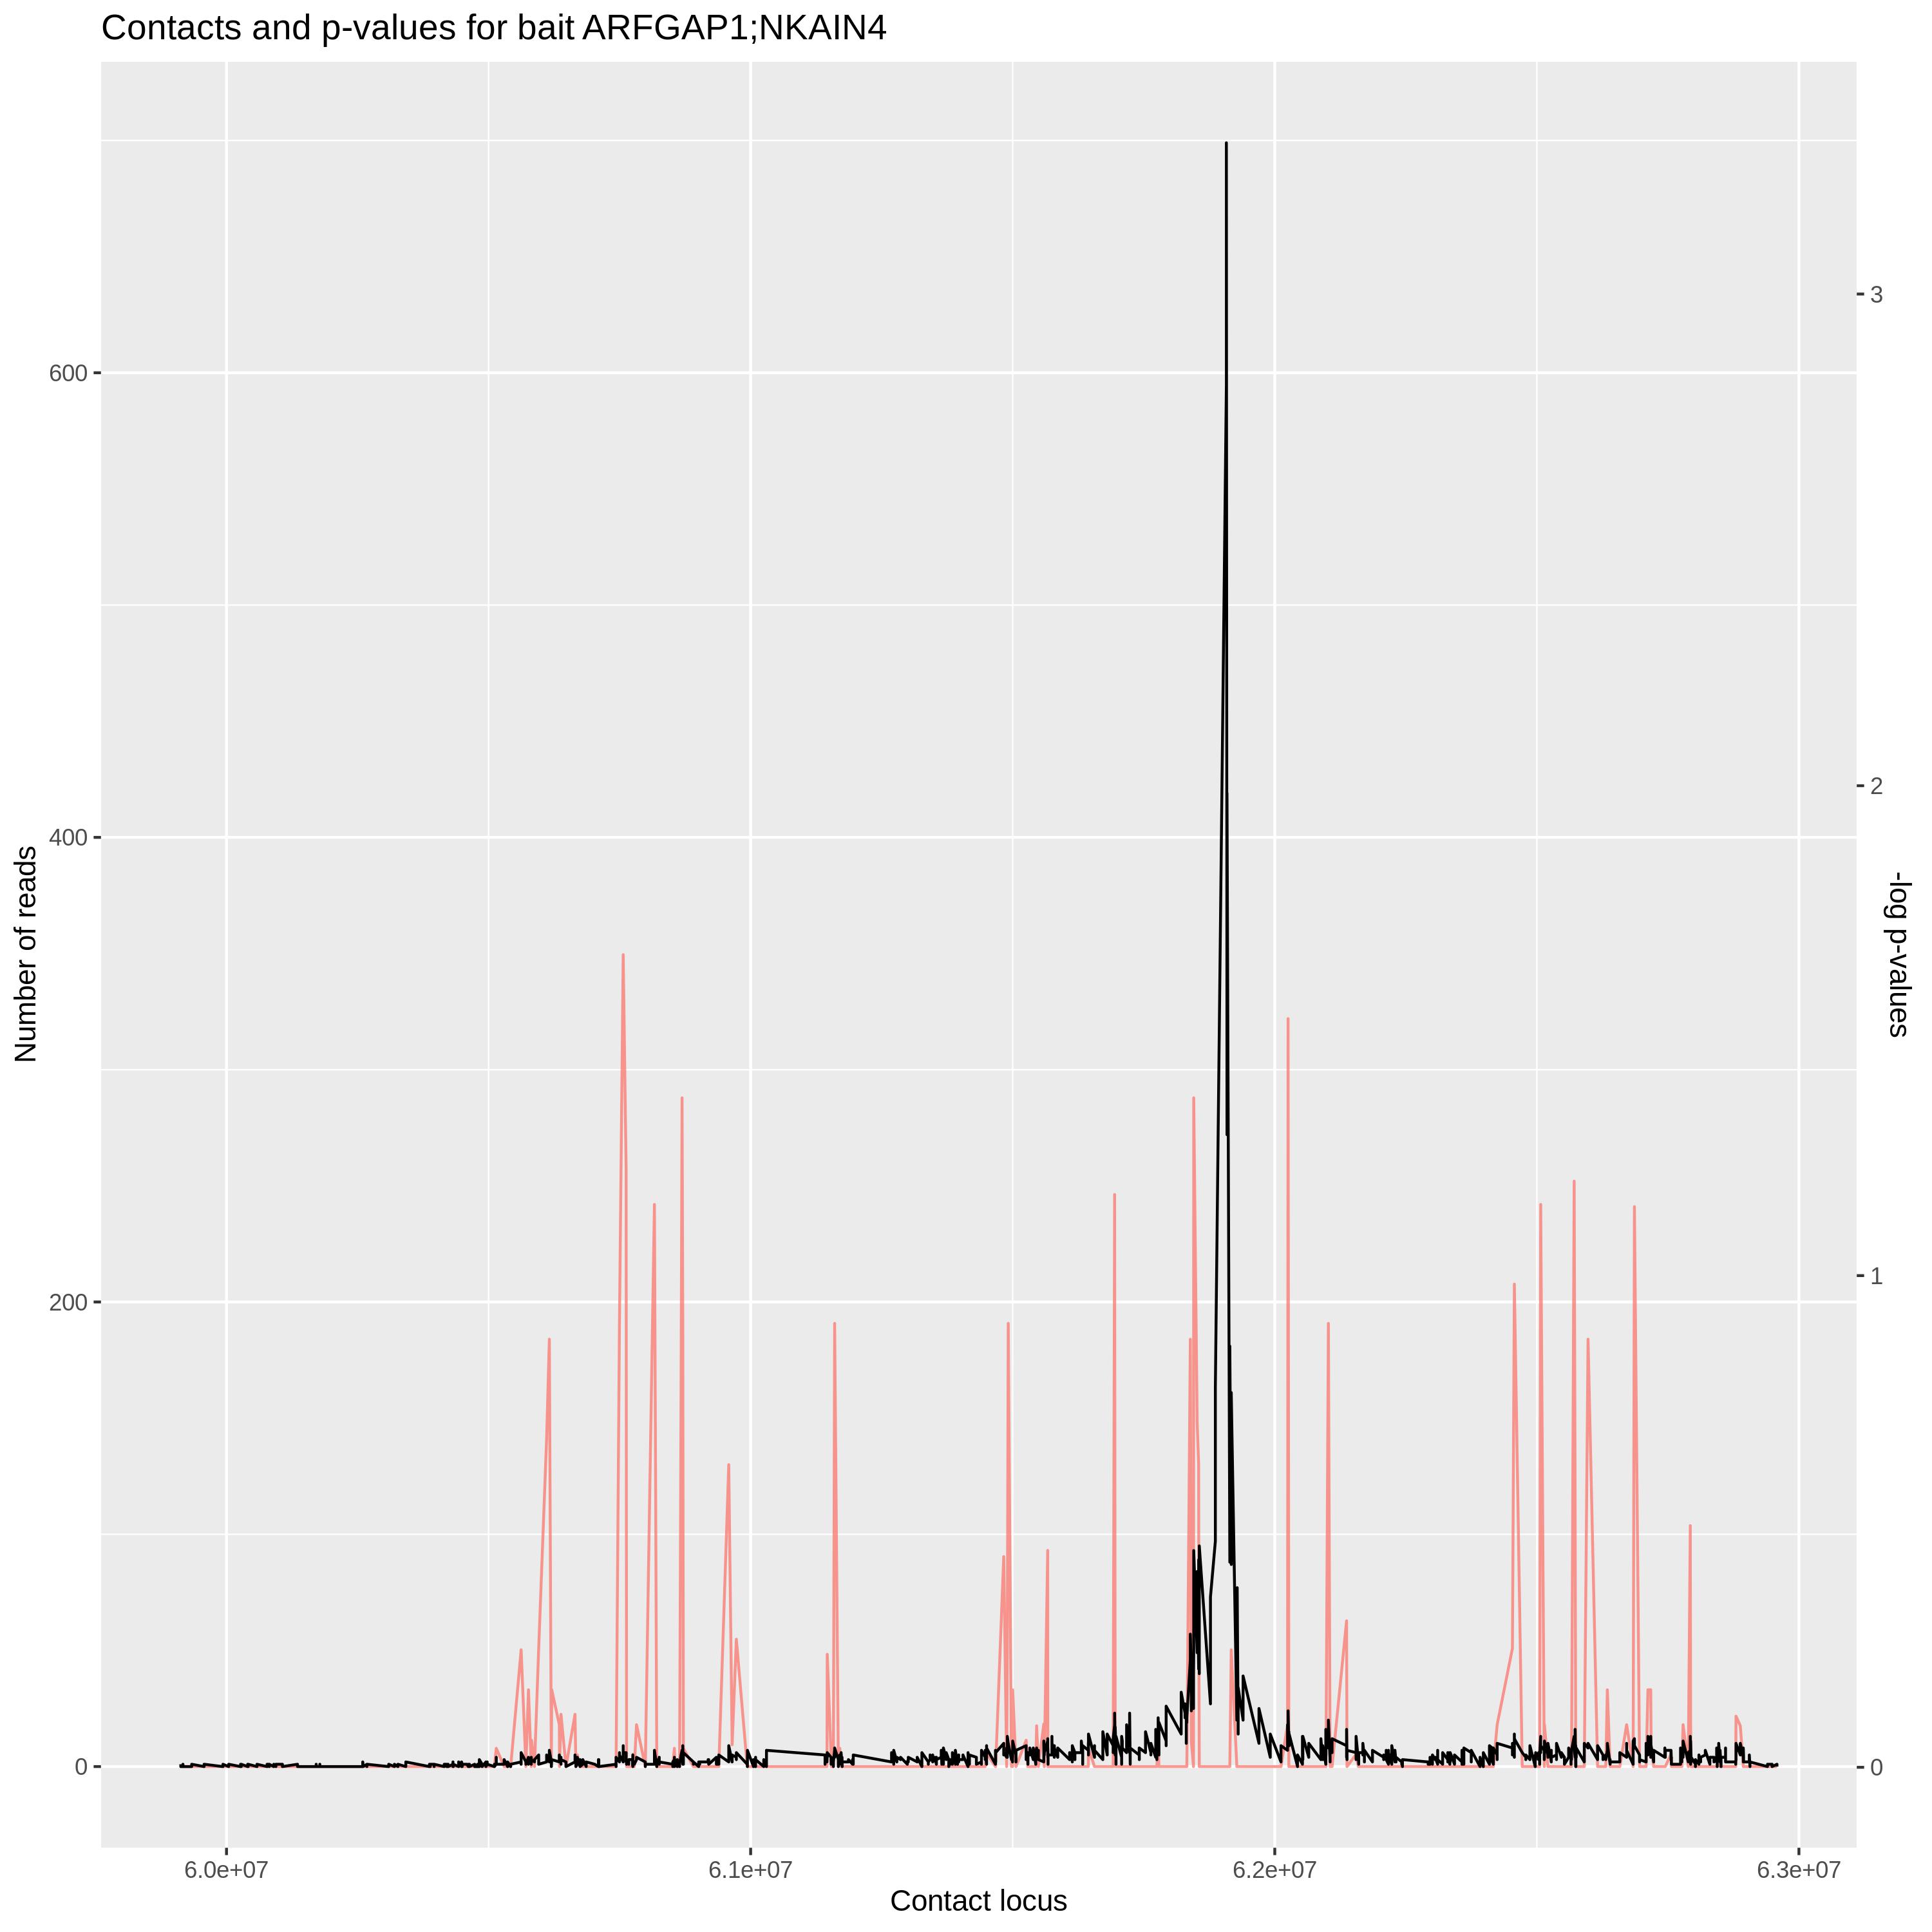 Contacts and p-values for bait ARFGAP1;NKAIN4
Number of reads
600
400
200
0
3
2
1
0
-log p-values
6.0e+07
6.1e+07
6.2e+07
6.3e+07
Contact locus